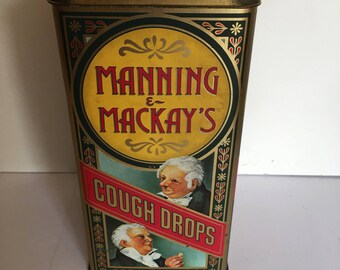 MANNING
&
MACKAY'S
COUGH DROPS